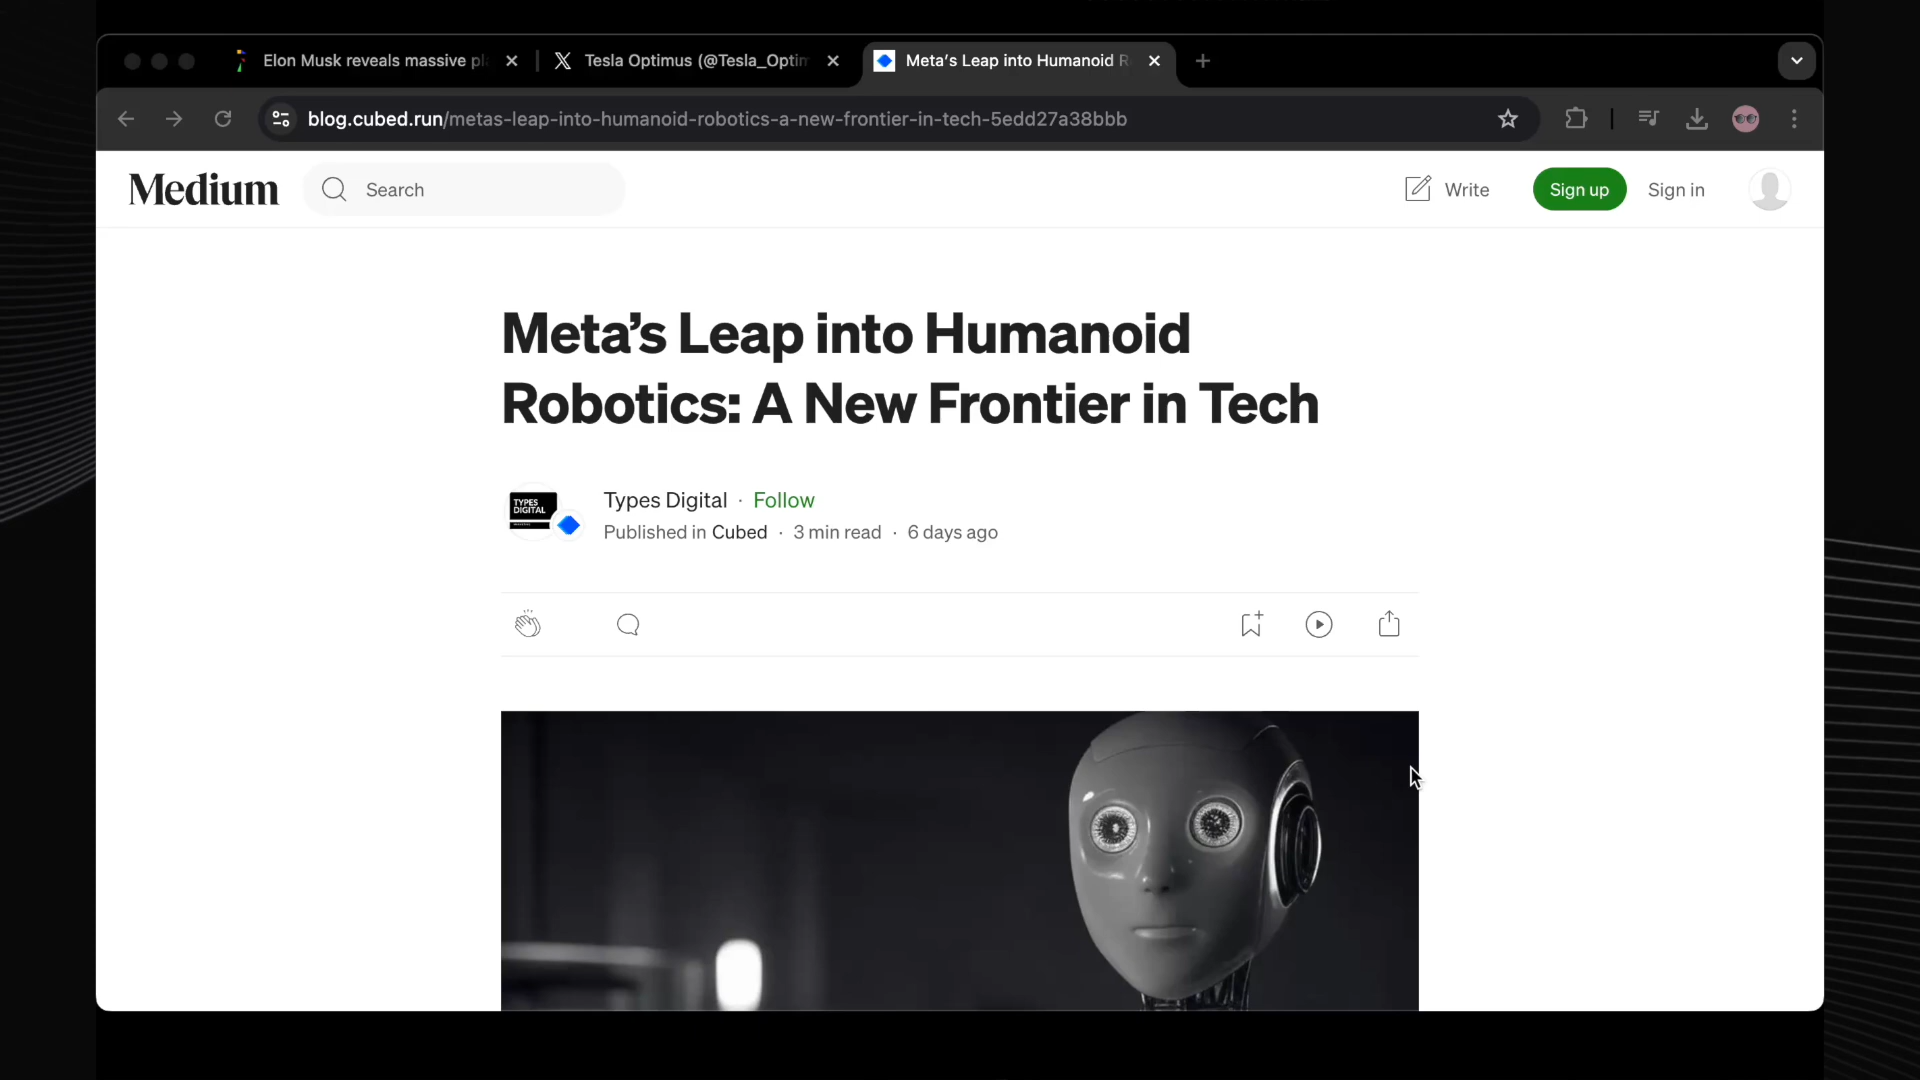 Elon Musk reveals massive pl
Tesla Optimus (@Tesla_Optim
Meta's Leap into Humanoid R
blog.cubed.run/metas-leap-into-humanoid-robotics-a-new-frontier-in-tech-5edd27a38bbb
Medium
Search
Write
Sign up
Sign in
Meta’s Leap into Humanoid
Robotics: A New Frontier in Tech
TYPES
DIGITAL
Types Digital · Follow
Published in Cubed · 3 min read · 6 days ago